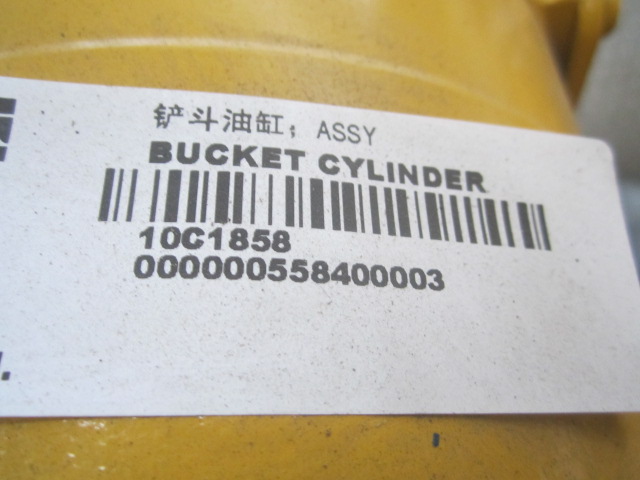 铲斗油缸; ASSY
BUCKET CYLINDER
10C1858
000000558400003